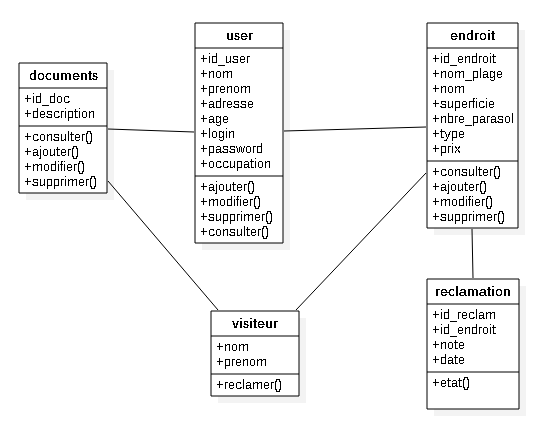 documents
+id_doc
+description
+consulter()
+ajouter()
+modifier()
+supprimer()
user
+id_user
+nom
+prenom
+adresse
+age
+login
+password
+occupation
+ajouter()
+modifier()
+supprimer()
+consulter()
endroit
+id_endroit
+nom_plage
+nom
+superficie
+nbre_parasol
+type
+prix
+consulter()
+ajouter()
+modifier()
+supprimer()
visiteur
+nom
+prenom
+reclamer()
reclamation
+id_reclam
+id_endroit
+note
+date
+etat()